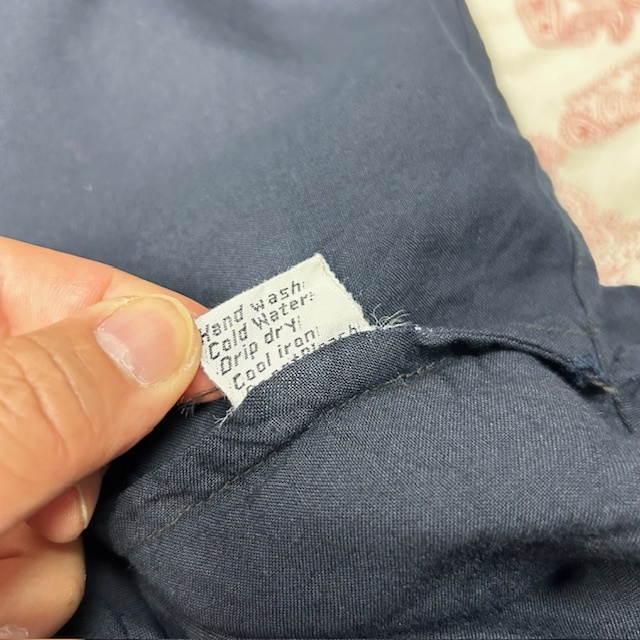 Hand wash:
Cold Water:
Drip dry:
Cool iron: